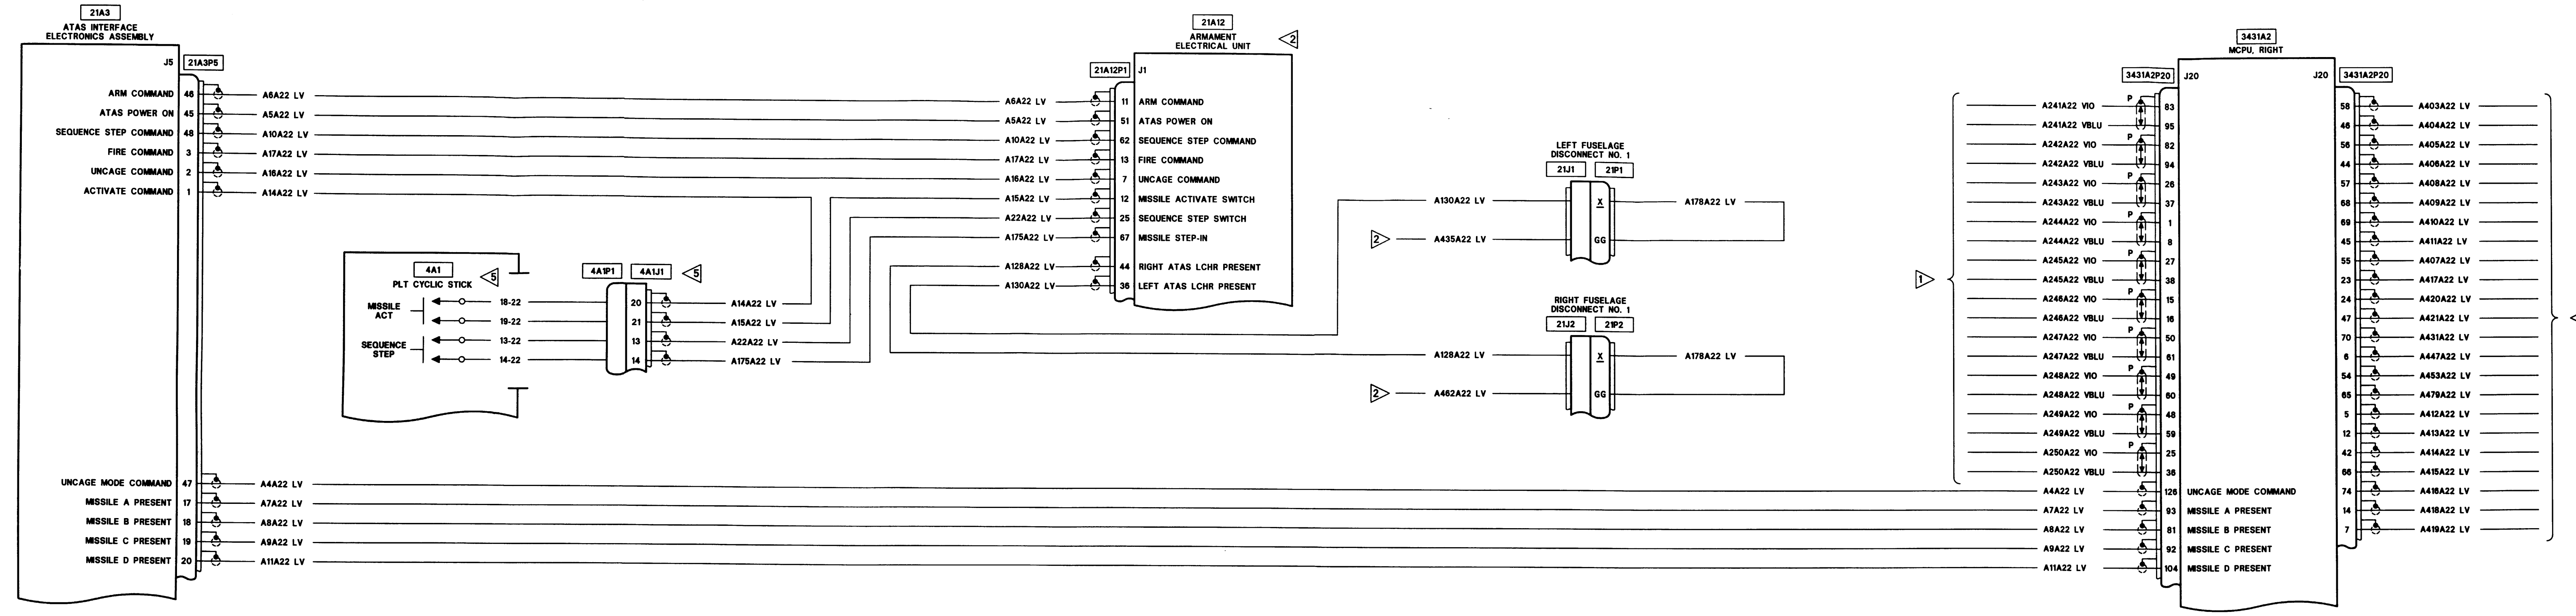 21A3
ATAS INTERFACE
ELECTRONICS ASSEMBLY
J5
21A3P5
ARM COMMAND 46 A6A22 LV
ATAS POWER ON 45 A5A22 LV
SEQUENCE STEP COMMAND 48 A10A22 LV
FIRE COMMAND 3 A17A22 LV
UNCAGE COMMAND 2 A16A22 LV
ACTIVATE COMMAND 1 A14A22 LV
UNCAGE MODE COMMAND 47 A4A22 LV
MISSILE A PRESENT 17 A7A22 LV
MISSILE B PRESENT 18 A8A22 LV
MISSILE C PRESENT 19 A9A22 LV
MISSILE D PRESENT 20 A11A22 LV
4A1
5
PLT CYCLIC STICK
4A1P1
4A1J1
5
MISSILE
ACT
SEQUENCE
STEP
18-22 20 A14A22 LV
19-22 21 A15A22 LV
13-22 13 A22A22 LV
14-22 14 A175A22 LV
21A12
ARMAMENT
ELECTRICAL UNIT
2
21A12P1
J1
A6A22 LV 11 ARM COMMAND
A5A22 LV 51 ATAS POWER ON
A10A22 LV 62 SEQUENCE STEP COMMAND
A17A22 LV 13 FIRE COMMAND
A16A22 LV 7 UNCAGE COMMAND
A15A22 LV 12 MISSILE ACTIVATE SWITCH
A22A22 LV 25 SEQUENCE STEP SWITCH
A175A22 LV 67 MISSILE STEP-IN
A128A22 LV 44 RIGHT ATAS LCHR PRESENT
A130A22 LV 36 LEFT ATAS LCHR PRESENT
LEFT FUSELAGE
DISCONNECT NO. 1
21J1
21P1
A130A22 LV X A178A22 LV
2 A435A22 LV GG
RIGHT FUSELAGE
DISCONNECT NO. 1
21J2
21P2
A128A22 LV X A178A22 LV
2 A462A22 LV GG
3431A2
MCPU, RIGHT
3431A2P20
J20
J20
3431A2P20
1
A241A22 VIO P 83
A241A22 VBLU 95
A242A22 VIO P 82
A242A22 VBLU 94
A243A22 VIO P 26
A243A22 VBLU 37
A244A22 VIO P 1
A244A22 VBLU 8
A245A22 VIO P 27
A245A22 VBLU 38
A246A22 VIO P 15
A246A22 VBLU 16
A247A22 VIO P 50
A247A22 VBLU 61
A248A22 VIO P 49
A248A22 VBLU 60
A249A22 VIO P 48
A249A22 VBLU 59
A250A22 VIO P 25
A250A22 VBLU 36
A4A22 LV 126 UNCAGE MODE COMMAND
A7A22 LV 93 MISSILE A PRESENT
A8A22 LV 81 MISSILE B PRESENT
A9A22 LV 92 MISSILE C PRESENT
A11A22 LV 104 MISSILE D PRESENT
58 A403A22 LV
46 A404A22 LV
56 A405A22 LV
44 A406A22 LV
57 A408A22 LV
68 A409A22 LV
69 A410A22 LV
45 A411A22 LV
55 A407A22 LV
23 A417A22 LV
24 A420A22 LV
47 A421A22 LV
70 A431A22 LV
6 A447A22 LV
54 A453A22 LV
65 A479A22 LV
5 A412A22 LV
12 A413A22 LV
42 A414A22 LV
66 A415A22 LV
74 A416A22 LV
14 A418A22 LV
7 A419A22 LV